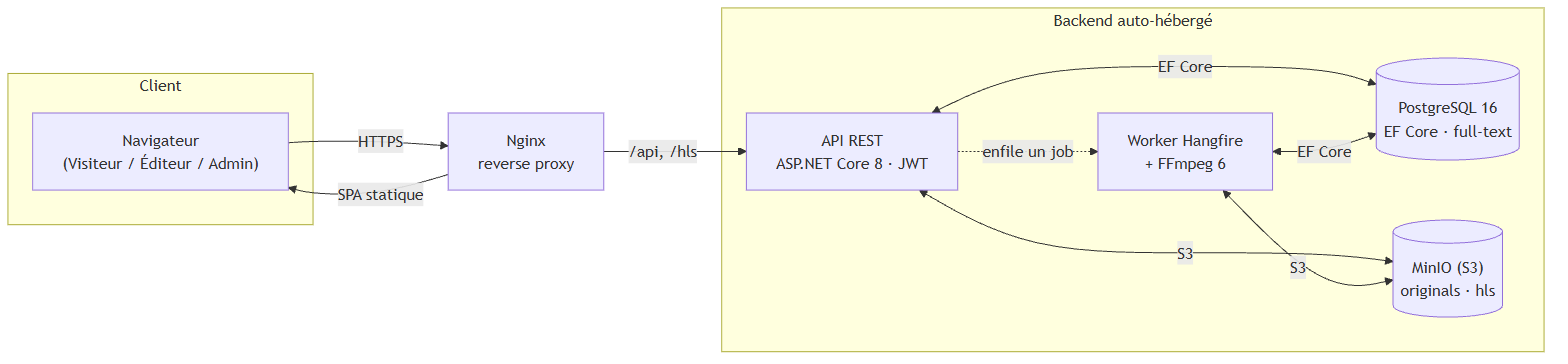 Client
Navigateur
(Visiteur / Éditeur / Admin)
HTTPS
SPA statique
Nginx
reverse proxy
/api, /hls
Backend auto-hébergé
API REST
ASP.NET Core 8 · JWT
enfile un job
EF Core
Worker Hangfire
+ FFmpeg 6
EF Core
PostgreSQL 16
EF Core · full-text
S3
S3
MinIO (S3)
originals · hls